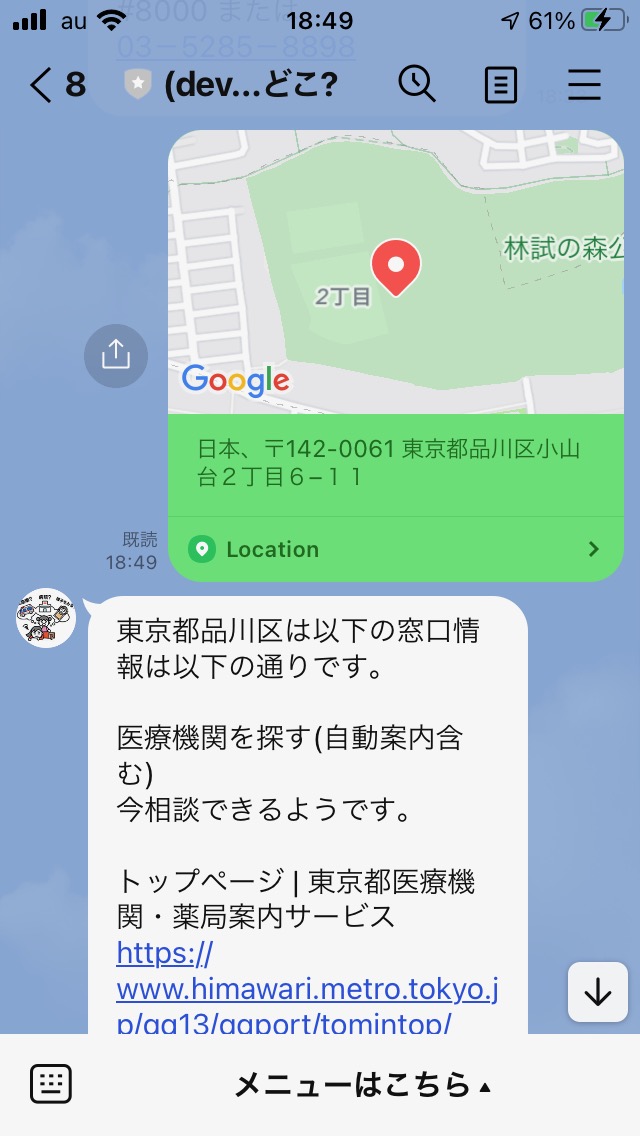 au 18:49 61%
#8000 または
03−5285−8898
8 (dev...どこ?
林試の森公
2丁目
Google
日本、〒142-0061 東京都品川区小山
台２丁目６−１１
既読
18:49
Location
東京都品川区は以下の窓口情
報は以下の通りです。
医療機関を探す(自動案内含
む)
今相談できるようです。
トップページ | 東京都医療機
関・薬局案内サービス
https://
www.himawari.metro.tokyo.j
p/qq13/qqport/tomintop/
メニューはこちら▲